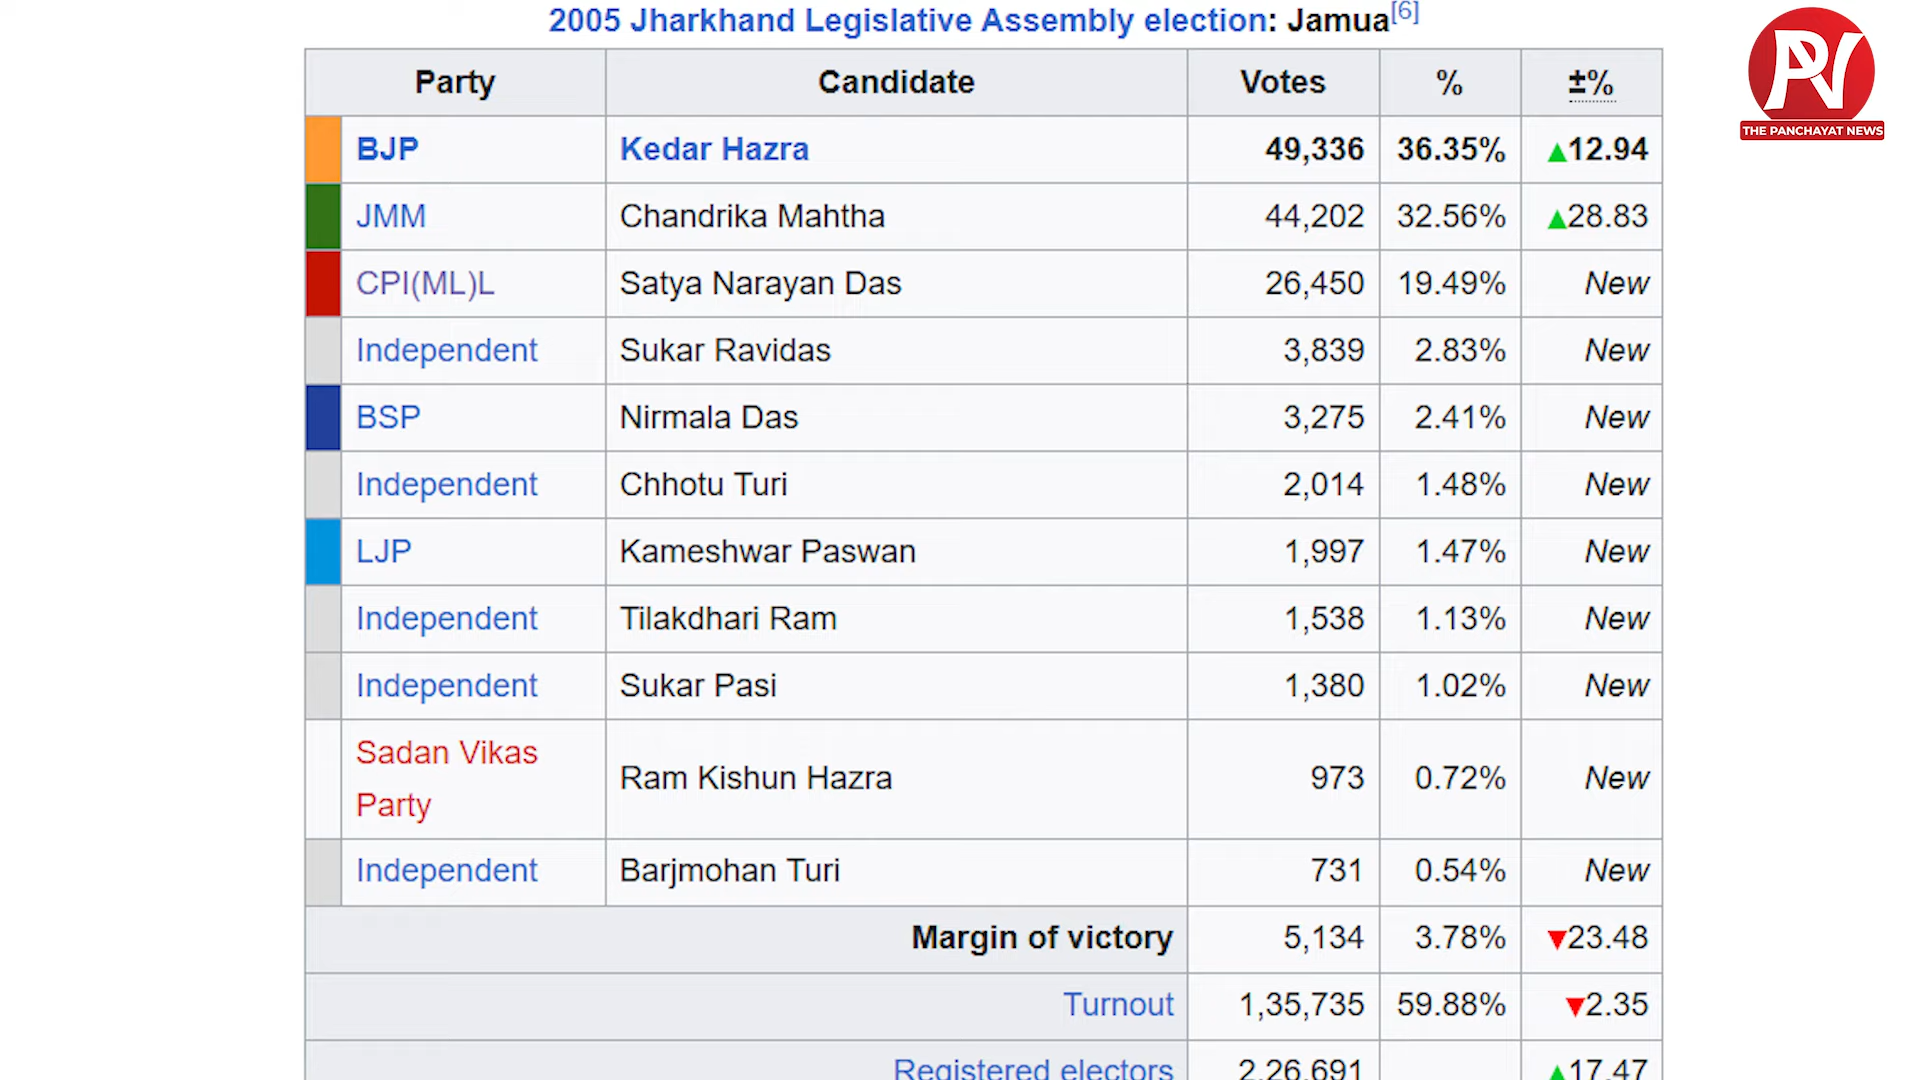 2005 Jharkhand Legislative Assembly election: Jamua[6]
Party Candidate Votes % ±%
BJP Kedar Hazra 49,336 36.35% ▲12.94
JMM Chandrika Mahtha 44,202 32.56% ▲28.83
CPI(ML)L Satya Narayan Das 26,450 19.49% New
Independent Sukar Ravidas 3,839 2.83% New
BSP Nirmala Das 3,275 2.41% New
Independent Chhotu Turi 2,014 1.48% New
LJP Kameshwar Paswan 1,997 1.47% New
Independent Tilakdhari Ram 1,538 1.13% New
Independent Sukar Pasi 1,380 1.02% New
Sadan Vikas
Party Ram Kishun Hazra 973 0.72% New
Independent Barjmohan Turi 731 0.54% New
Margin of victory 5,134 3.78% ▼23.48
Turnout 1,35,735 59.88% ▼2.35
Registered electors 2,26,691 ▲17.47
PN
THE PANCHAYAT NEWS